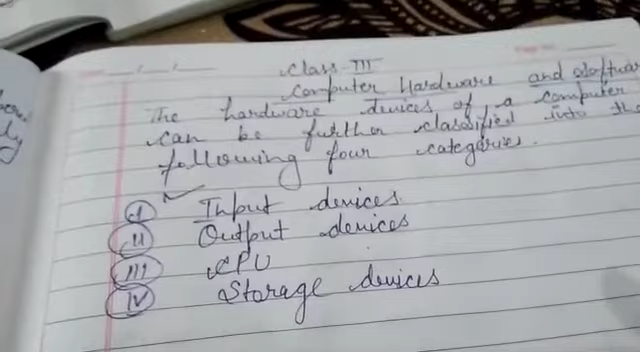 Class-III
Computer Hardware and software
The hardware devices of a computer
can be further classified into the
following four categories.
I Input devices
II Output devices
III CPU
IV Storage devices